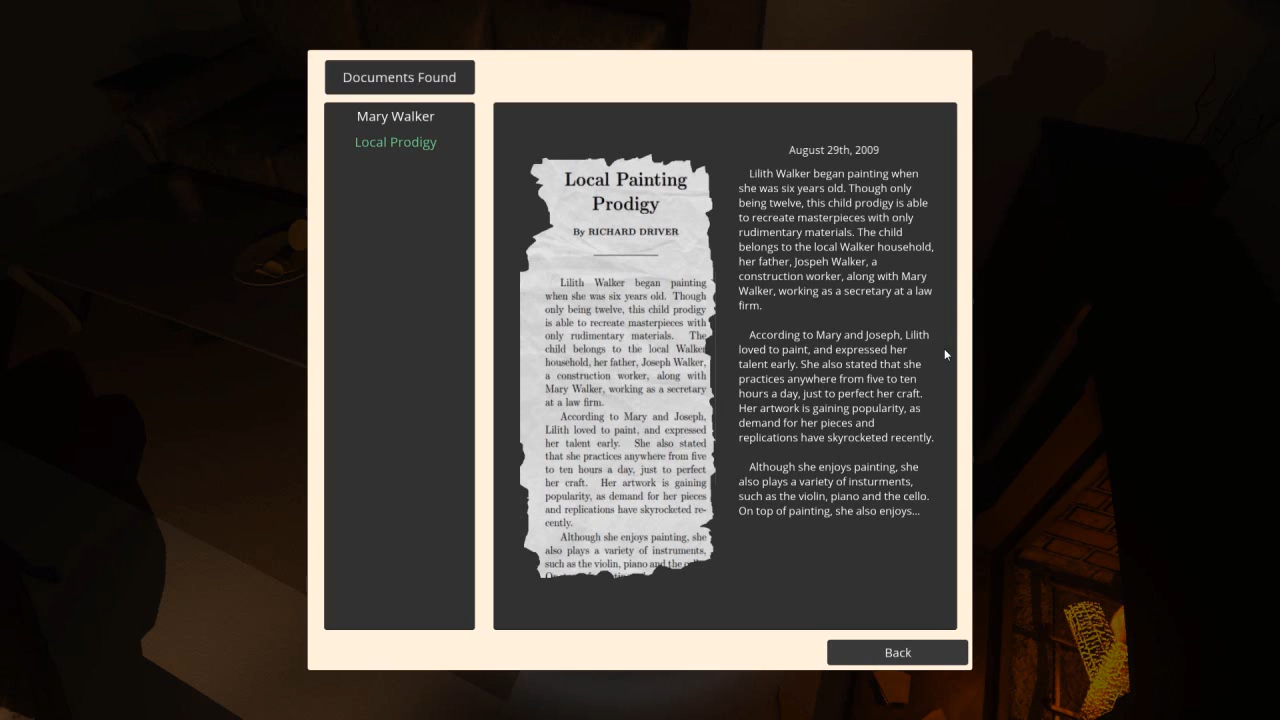 Documents Found
Mary Walker
Local Prodigy
Local Painting
Prodigy
By RICHARD DRIVER
Lilith Walker began painting
when she was six years old. Though
only being twelve, this child prodigy
is able to recreate masterpieces with
only rudimentary materials. The
child belongs to the local Walker
household, her father, Joseph Walker,
a construction worker, along with
Mary Walker, working as a secretary
at a law firm.
According to Mary and Joseph,
Lilith loved to paint, and expressed
her talent early. She also stated
that she practices anywhere from five
to ten hours a day, just to perfect
her craft. Her artwork is gaining
popularity, as demand for her pieces
and replications have skyrocketed re-
cently.
Although she enjoys painting, she
also plays a variety of instruments,
such as the violin, piano and the
August 29th, 2009
Lilith Walker began painting when
she was six years old. Though only
being twelve, this child prodigy is able
to recreate masterpieces with only
rudimentary materials. The child
belongs to the local Walker household,
her father, Jospeh Walker, a
construction worker, along with Mary
Walker, working as a secretary at a law
firm.
According to Mary and Joseph, Lilith
loved to paint, and expressed her
talent early. She also stated that she
practices anywhere from five to ten
hours a day, just to perfect her craft.
Her artwork is gaining popularity, as
demand for her pieces and
replications have skyrocketed recently.
Although she enjoys painting, she
also plays a variety of insturments,
such as the violin, piano and the cello.
On top of painting, she also enjoys...
Back